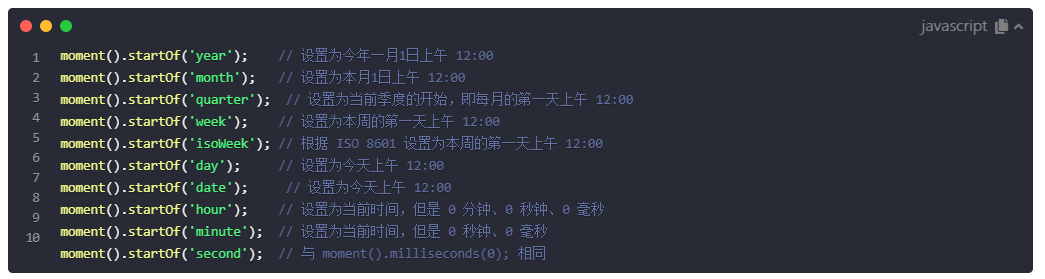 javascript
1 moment().startOf('year');    // 设置为今年一月1日上午 12:00
2 moment().startOf('month');   // 设置为本月1日上午 12:00
3 moment().startOf('quarter');  // 设置为当前季度的开始，即每月的第一天上午 12:00
4 moment().startOf('week');    // 设置为本周的第一天上午 12:00
5 moment().startOf('isoWeek'); // 根据 ISO 8601 设置为本周的第一天上午 12:00
6 moment().startOf('day');     // 设置为今天上午 12:00
7 moment().startOf('date');     // 设置为今天上午 12:00
8 moment().startOf('hour');    // 设置为当前时间，但是 0 分钟、0 秒钟、0 毫秒
9 moment().startOf('minute');  // 设置为当前时间，但是 0 秒钟、0 毫秒
10 moment().startOf('second');  // 与 moment().milliseconds(0); 相同